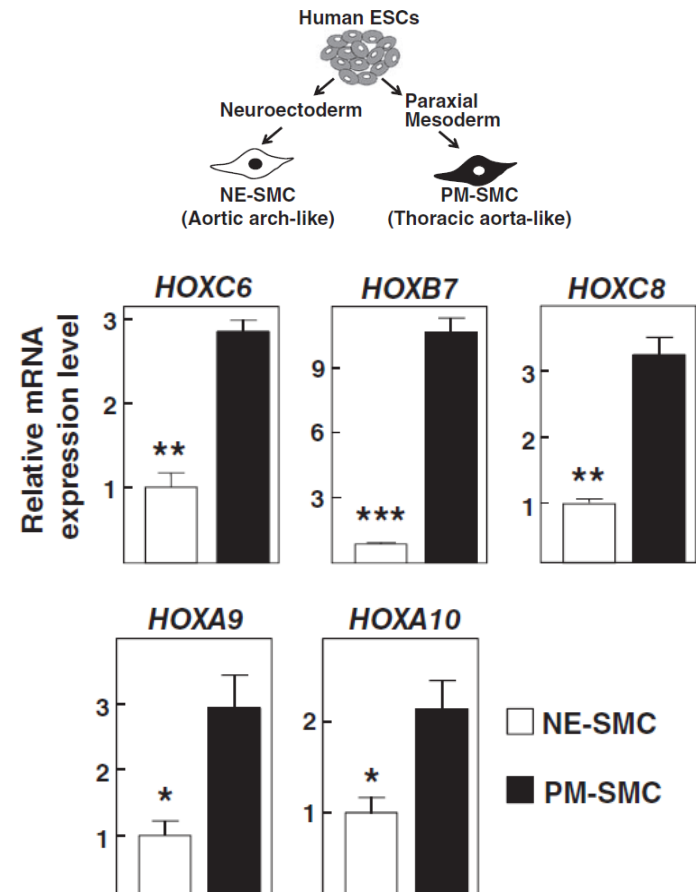 Human ESCs
Neuroectoderm
Paraxial
Mesoderm
NE-SMC
(Aortic arch-like)
PM-SMC
(Thoracic aorta-like)
Relative mRNA
expression level
HOXC6
3
2
1
**
HOXB7
9
6
3
***
HOXC8
3
2
1
**
HOXA9
3
2
1
*
HOXA10
2
1
*
NE-SMC
PM-SMC